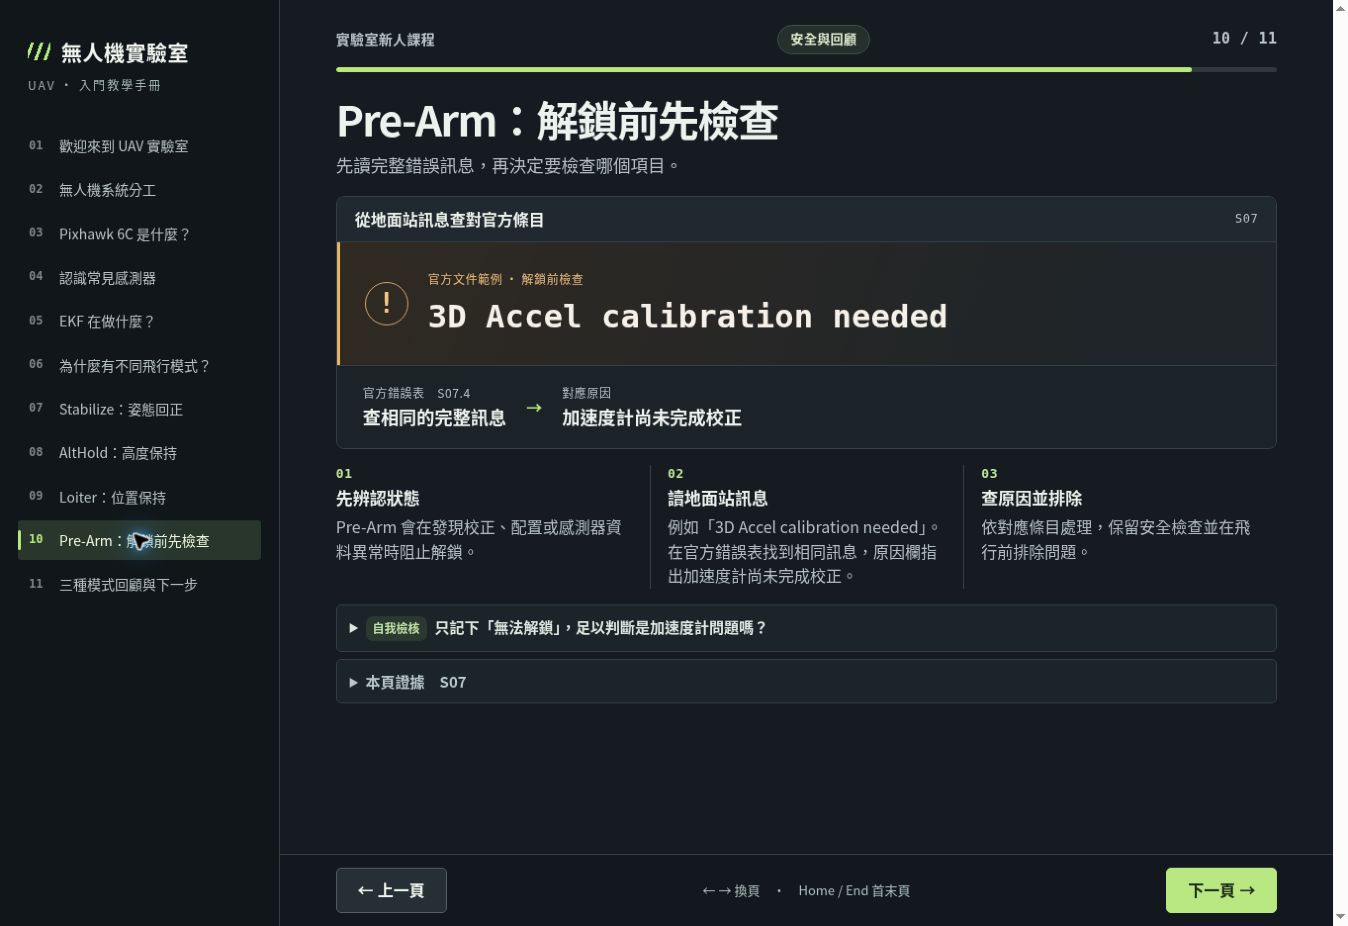 無人機實驗室
UAV · 入門教學手冊
01 歡迎來到 UAV 實驗室
02 無人機系統分工
03 Pixhawk 6C 是什麼？
04 認識常見感測器
05 EKF 在做什麼？
06 為什麼有不同飛行模式？
07 Stabilize：姿態回正
08 AltHold：高度保持
09 Loiter：位置保持
10 Pre-Arm：解鎖前先檢查
11 三種模式回顧與下一步
實驗室新人課程
安全與回顧
10 / 11
Pre-Arm：解鎖前先檢查
先讀完整錯誤訊息，再決定要檢查哪個項目。
從地面站訊息查對官方條目
S07
!
官方文件範例 · 解鎖前檢查
3D Accel calibration needed
官方錯誤表 S07.4
查相同的完整訊息
→
對應原因
加速度計尚未完成校正
01
先辨認狀態
Pre-Arm 會在發現校正、配置或感測器資
料異常時阻止解鎖。
02
讀地面站訊息
例如「3D Accel calibration needed」。
在官方錯誤表找到相同訊息，原因欄指
出加速度計尚未完成校正。
03
查原因並排除
依對應條目處理，保留安全檢查並在飛
行前排除問題。
▶ 自我檢核 只記下「無法解鎖」，足以判斷是加速度計問題嗎？
▶ 本頁證據 S07
← 上一頁
← → 換頁 · Home / End 首末頁
下一頁 →